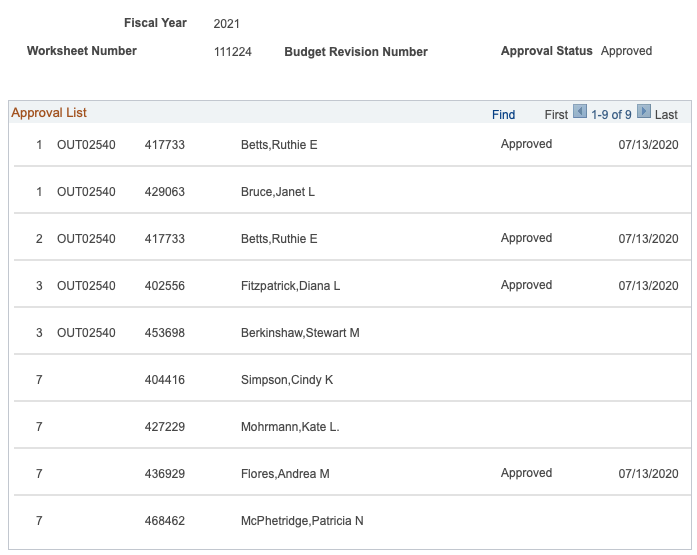 Fiscal Year 2021
Worksheet Number 111224 Budget Revision Number Approval Status Approved
Approval List Find First 1-9 of 9 Last
1 OUT02540 417733 Betts,Ruthie E Approved 07/13/2020
1 OUT02540 429063 Bruce,Janet L
2 OUT02540 417733 Betts,Ruthie E Approved 07/13/2020
3 OUT02540 402556 Fitzpatrick,Diana L Approved 07/13/2020
3 OUT02540 453698 Berkinshaw,Stewart M
7 404416 Simpson,Cindy K
7 427229 Mohrmann,Kate L.
7 436929 Flores,Andrea M Approved 07/13/2020
7 468462 McPhetridge,Patricia N